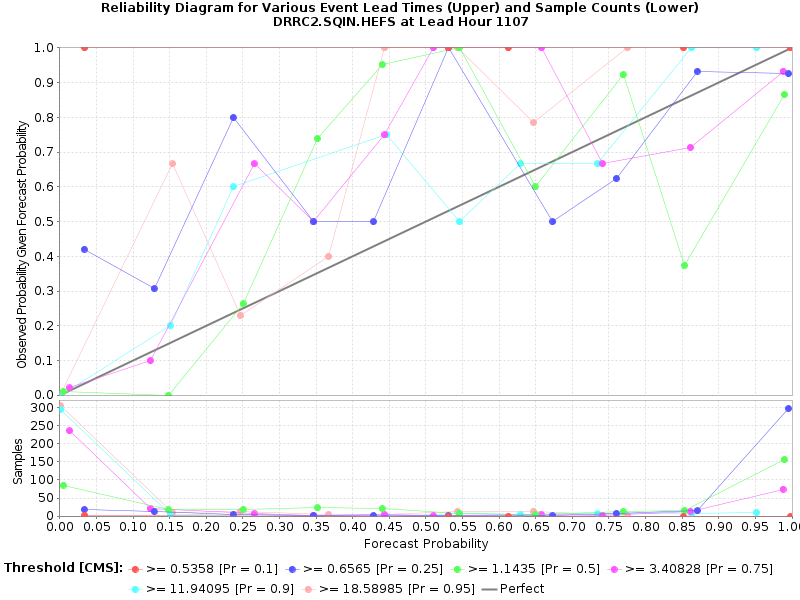 Reliability Diagram for Various Event Lead Times (Upper) and Sample Counts (Lower)
DRRC2.SQIN.HEFS at Lead Hour 1107
Observed Probability Given Forecast Probability
1.0
0.9
0.8
0.7
0.6
0.5
0.4
0.3
0.2
0.1
0.0
Samples
300
250
200
150
100
50
0
0.00 0.05 0.10 0.15 0.20 0.25 0.30 0.35 0.40 0.45 0.50 0.55 0.60 0.65 0.70 0.75 0.80 0.85 0.90 0.95 1.0
Forecast Probability
Threshold [CMS]: >= 0.5358 [Pr = 0.1] >= 0.6565 [Pr = 0.25] >= 1.1435 [Pr = 0.5] >= 3.40828 [Pr = 0.75]
>= 11.94095 [Pr = 0.9] >= 18.58985 [Pr = 0.95] Perfect